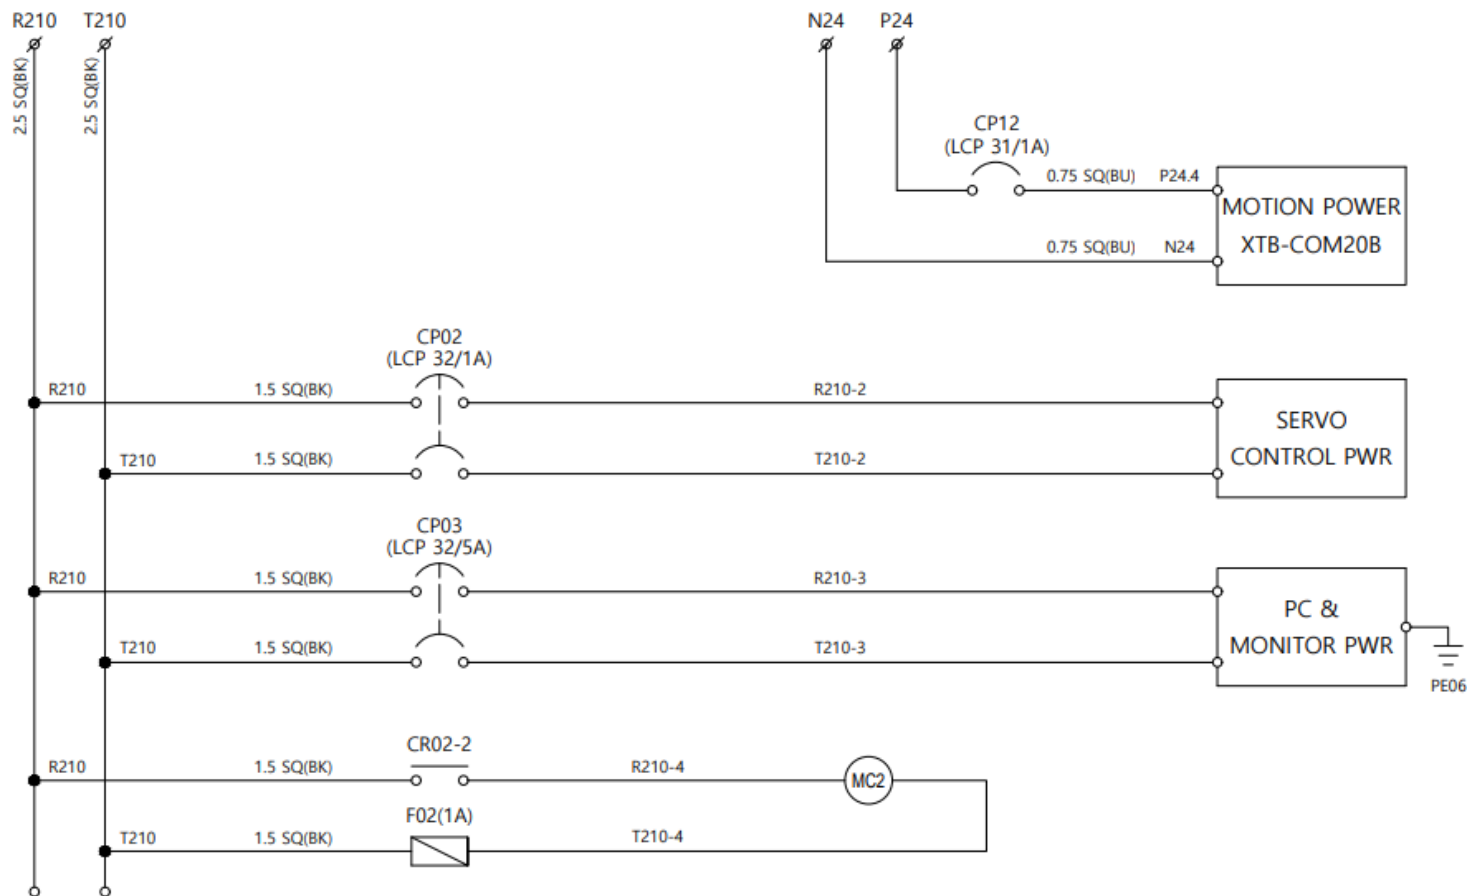 R210 T210 N24 P24
2.5 SQ(BK) 2.5 SQ(BK)
CP12
(LCP 31/1A)
0.75 SQ(BU) P24.4
MOTION POWER
XTB-COM20B
0.75 SQ(BU) N24
CP02
(LCP 32/1A)
R210 1.5 SQ(BK) R210-2
SERVO
CONTROL PWR
T210 1.5 SQ(BK) T210-2
CP03
(LCP 32/5A)
R210 1.5 SQ(BK) R210-3
PC &
MONITOR PWR
T210 1.5 SQ(BK) T210-3
PE06
CR02-2
R210 1.5 SQ(BK) R210-4
MC2
F02(1A)
T210 1.5 SQ(BK) T210-4